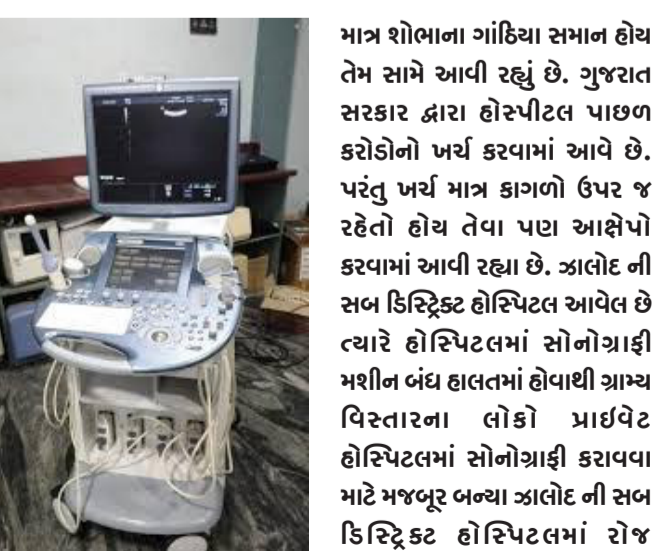 માત્ર શોભાના ગાંઠિયા સમાન હોય
તેમ સામે આવી રહ્યું છે. ગુજરાત
સરકાર દ્વારા હોસ્પીટલ પાછળ
કરોડોનો ખર્ચ કરવામાં આવે છે.
પરંતુ ખર્ચ માત્ર કાગળો ઉપર જ
રહેતો હોય તેવા પણ આક્ષેપો
કરવામાં આવી રહ્યા છે. ઝાલોદ ની
સબ ડિસ્ટ્રિક્ટ હોસ્પિટલ આવેલ છે
ત્યારે હોસ્પિટલમાં સોનોગ્રાફી
મશીન બંધ હાલતમાં હોવાથી ગ્રામ્ય
વિસ્તારના લોકો પ્રાઇવેટ
હોસ્પિટલમાં સોનોગ્રાફી કરાવવા
માટે મજબૂર બન્યા ઝાલોદ ની સબ
ડિસ્ટ્રિક્ટ હોસ્પિટલમાં રોજ